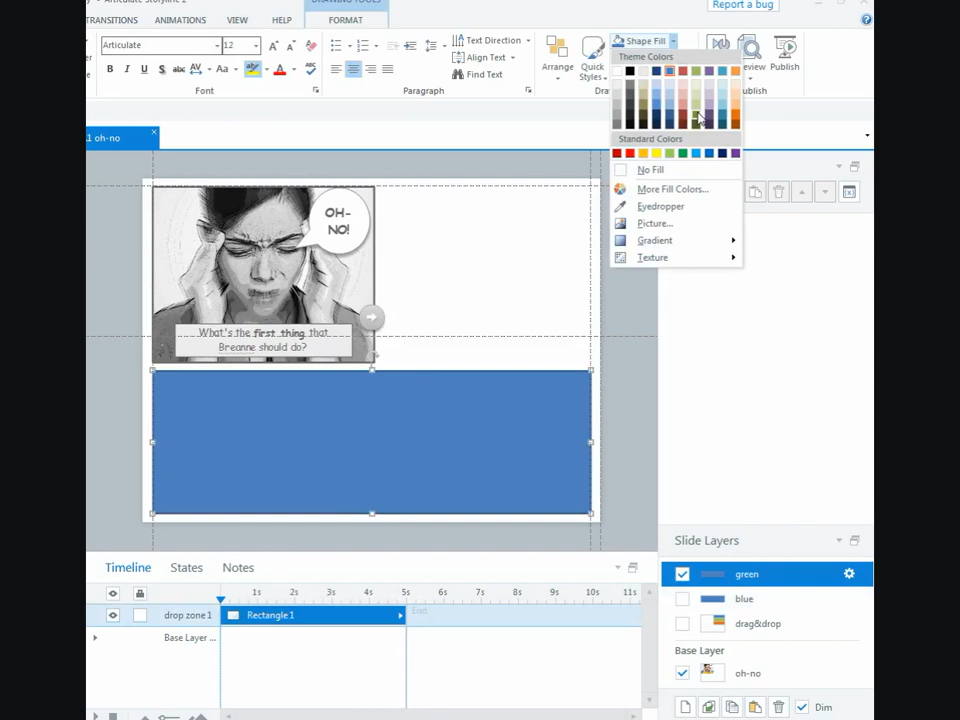 Articulate Storyline 2
DRAWING TOOLS
Report a bug
TRANSITIONS ANIMATIONS VIEW HELP FORMAT
Articulate 12
Text Direction
Align Text
Find Text
B I U S abc AV
Arrange Quick Styles
Shape Fill
Publish
Font Paragraph
Theme Colors
Standard Colors
No Fill
More Fill Colors...
Eyedropper
Picture...
Gradient
Texture
oh-no
OH-
NO!
What's the first thing that
Breanne should do?
Slide Layers
green
blue
drag&drop
Base Layer
oh-no
Dim
Timeline States Notes
1s 2s 3s 4s 5s 6s 7s 8s 9s 10s 11s
drop zone 1 Rectangle 1 End
Base Layer ...